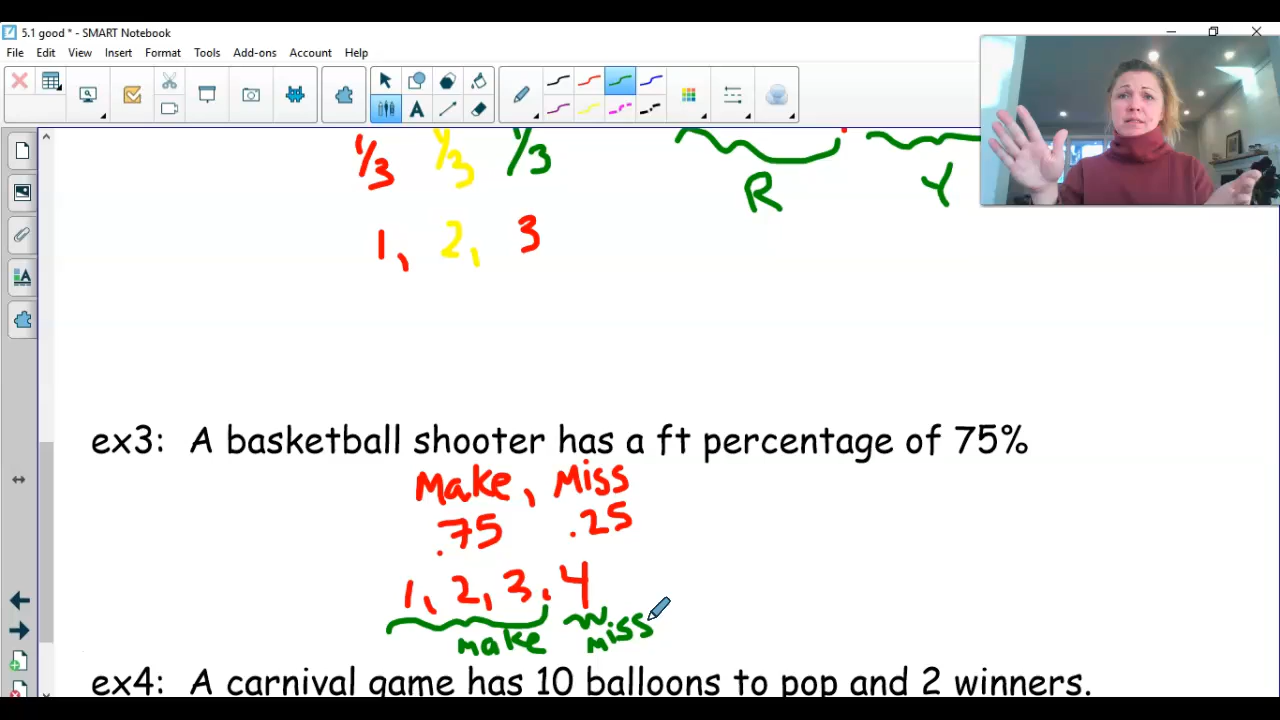 5.1 good * - SMART Notebook
File Edit View Insert Format Tools Add-ons Account Help
1/3 1/3 1/3
R Y
1, 2, 3
ex3: A basketball shooter has a ft percentage of 75%
Make, Miss
.75 .25
1, 2, 3, 4
make miss
ex4: A carnival game has 10 balloons to pop and 2 winners.